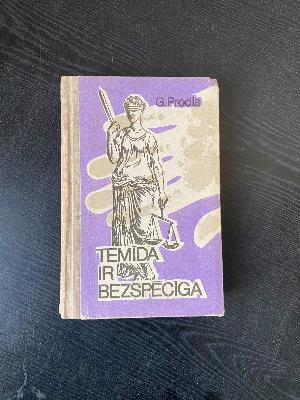 G.Prodis
TEMĪDA
IR
BEZSPĒCĪGA